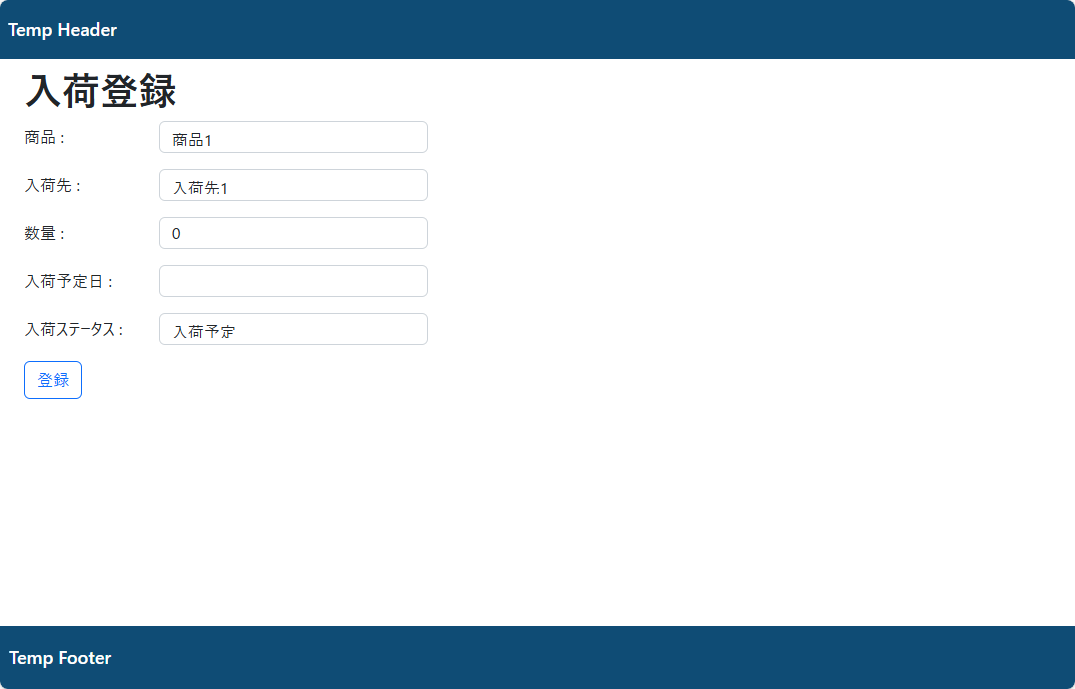 Temp Header
入荷登録
商品 : 商品1
入荷先 : 入荷先1
数量 : 0
入荷予定日 :
入荷ステータス : 入荷予定
登録
Temp Footer